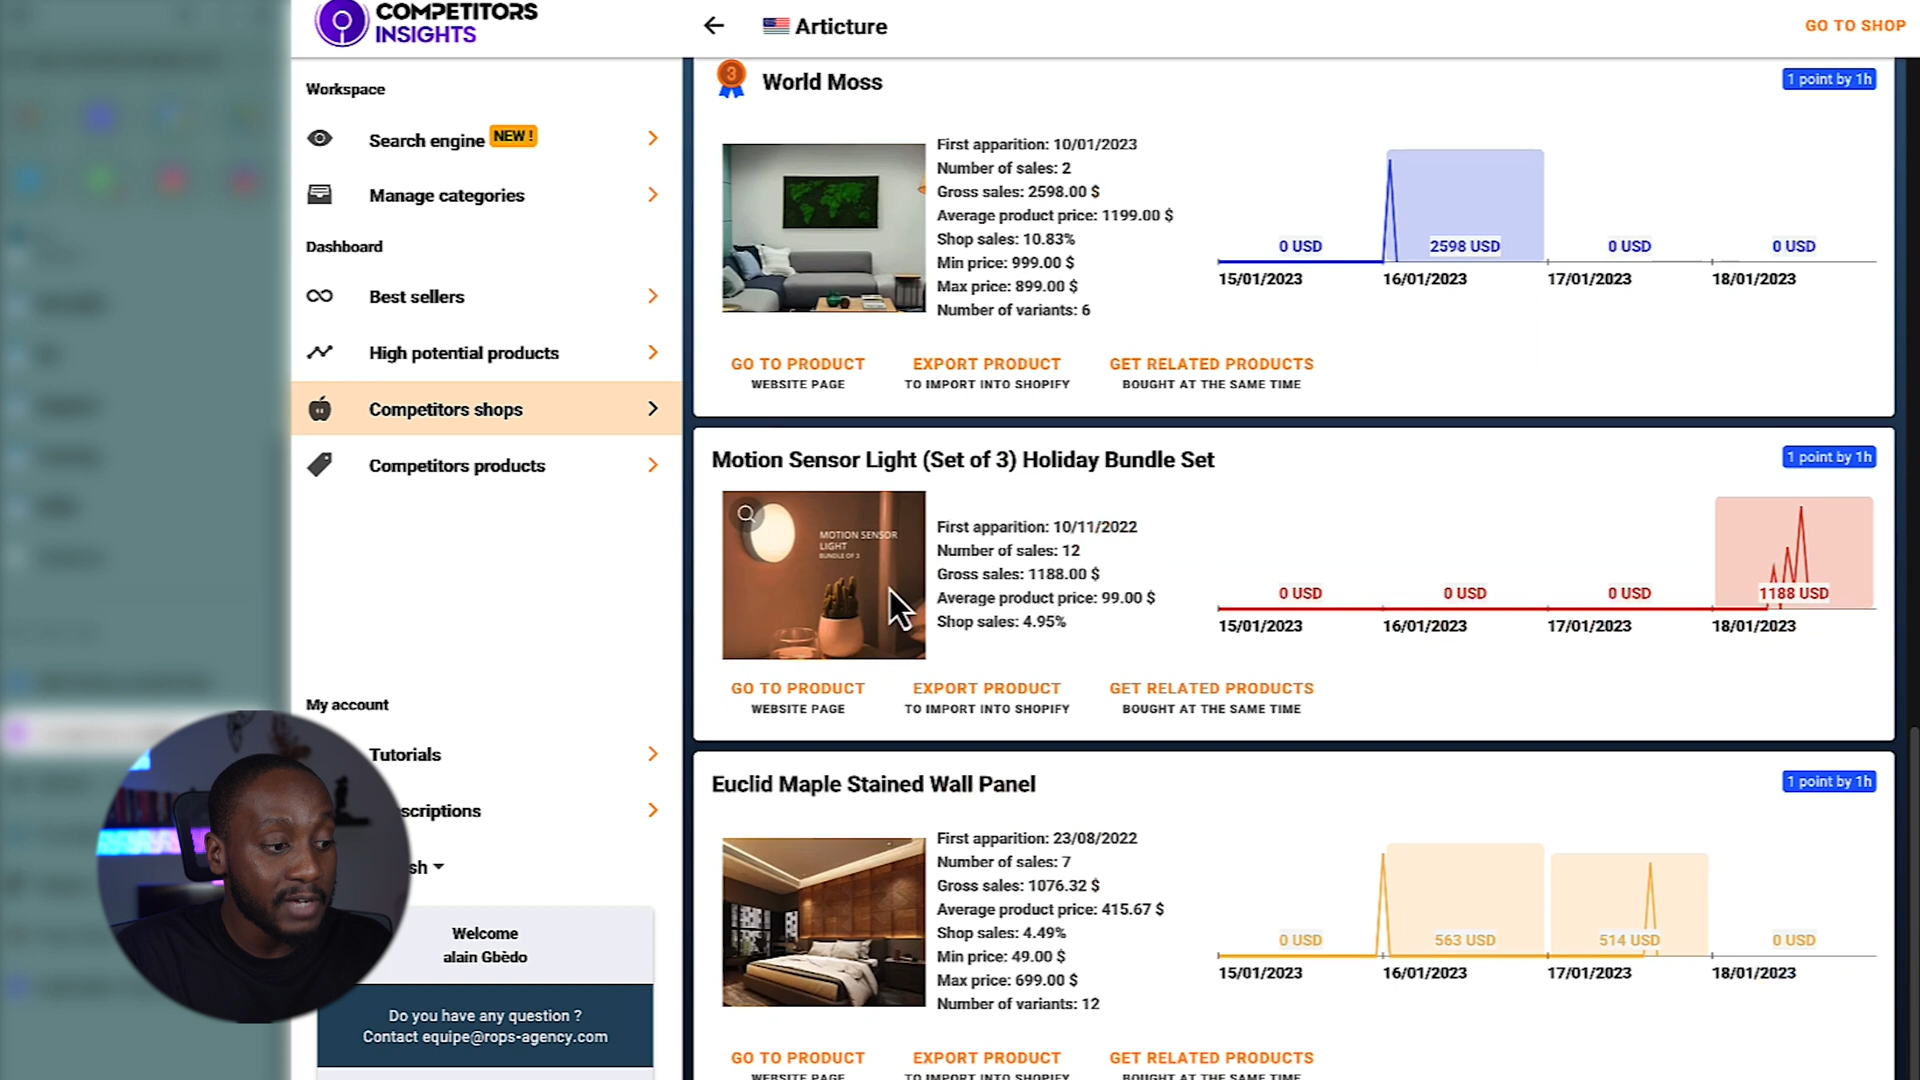 COMPETITORS
INSIGHTS
Articture
GO TO SHOP
Workspace
Search engine NEW !
Manage categories
Dashboard
Best sellers
High potential products
Competitors shops
Competitors products
My account
Tutorials
scriptions
sh
Welcome
alain Gbèdo
Do you have any question ?
Contact equipe@rops-agency.com
3
World Moss
1 point by 1h
First apparition: 10/01/2023
Number of sales: 2
Gross sales: 2598.00 $
Average product price: 1199.00 $
Shop sales: 10.83%
Min price: 999.00 $
Max price: 899.00 $
Number of variants: 6
0 USD 2598 USD 0 USD 0 USD
15/01/2023 16/01/2023 17/01/2023 18/01/2023
GO TO PRODUCT EXPORT PRODUCT GET RELATED PRODUCTS
WEBSITE PAGE TO IMPORT INTO SHOPIFY BOUGHT AT THE SAME TIME
Motion Sensor Light (Set of 3) Holiday Bundle Set
1 point by 1h
MOTION SENSOR
LIGHT
BUNDLE OF 3
First apparition: 10/11/2022
Number of sales: 12
Gross sales: 1188.00 $
Average product price: 99.00 $
Shop sales: 4.95%
0 USD 0 USD 0 USD 1188 USD
15/01/2023 16/01/2023 17/01/2023 18/01/2023
GO TO PRODUCT EXPORT PRODUCT GET RELATED PRODUCTS
WEBSITE PAGE TO IMPORT INTO SHOPIFY BOUGHT AT THE SAME TIME
Euclid Maple Stained Wall Panel
1 point by 1h
First apparition: 23/08/2022
Number of sales: 7
Gross sales: 1076.32 $
Average product price: 415.67 $
Shop sales: 4.49%
Min price: 49.00 $
Max price: 699.00 $
Number of variants: 12
0 USD 563 USD 514 USD 0 USD
15/01/2023 16/01/2023 17/01/2023 18/01/2023
GO TO PRODUCT EXPORT PRODUCT GET RELATED PRODUCTS
WEBSITE PAGE TO IMPORT INTO SHOPIFY BOUGHT AT THE SAME TIME